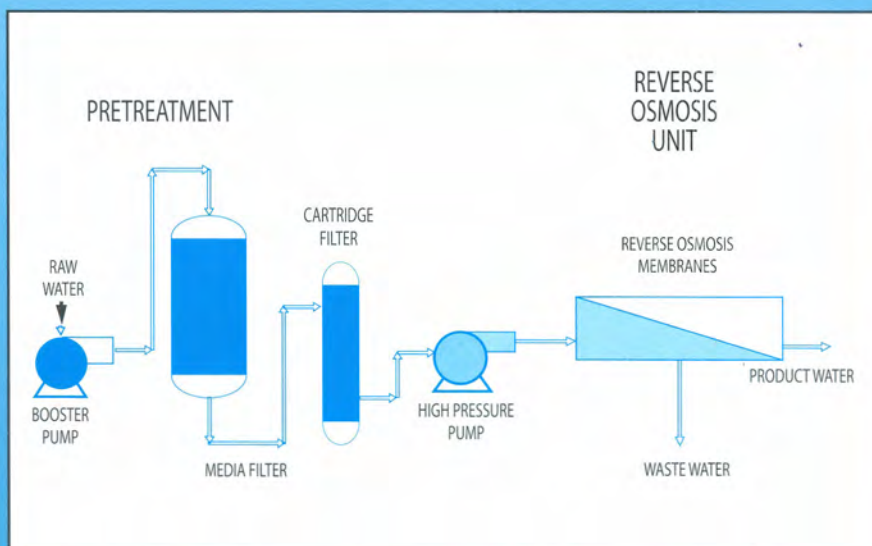 PRETREATMENT
REVERSE
OSMOSIS
UNIT
CARTRIDGE
FILTER
REVERSE OSMOSIS
MEMBRANES
RAW
WATER
PRODUCT WATER
BOOSTER
PUMP
HIGH PRESSURE
PUMP
MEDIA FILTER
WASTE WATER